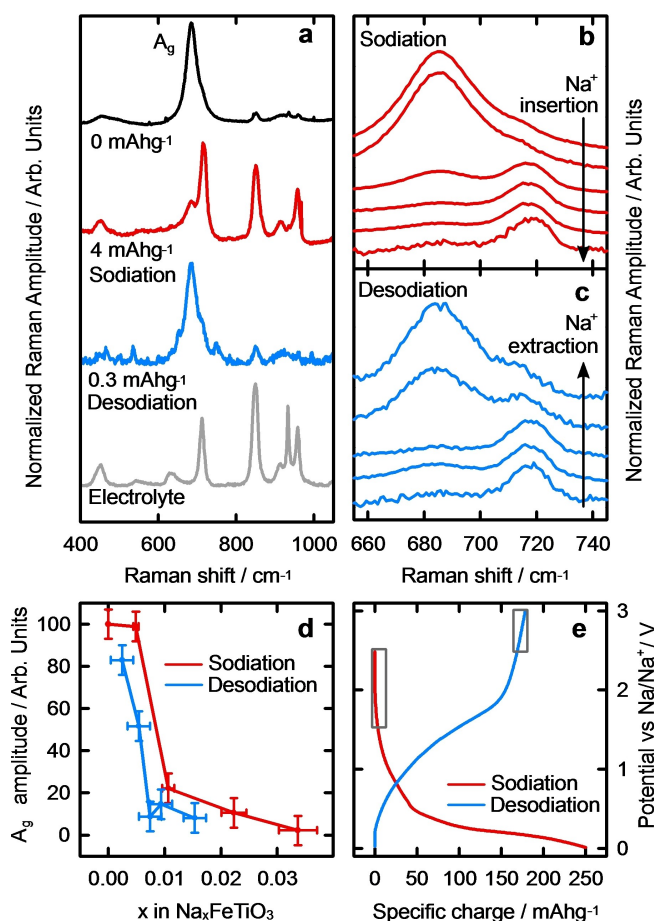 a
A_g
0 mAhg⁻¹
4 mAhg⁻¹
Sodiation
0.3 mAhg⁻¹
Desodiation
Electrolyte
Normalized Raman Amplitude / Arb. Units
400 600 800 1000
Raman shift / cm⁻¹
b
Sodiation
Na⁺
insertion
Desodiation
c
Na⁺
extraction
Normalized Raman Amplitude / Arb. Units
660 680 700 720 740
Raman shift / cm⁻¹
d
100
80
60
40
20
0
A_g amplitude / Arb. Units
Sodiation
Desodiation
0.00 0.01 0.02 0.03
x in NaₓFeTiO₃
e
3
2
1
0
Potential vs Na/Na⁺ / V
Sodiation
Desodiation
0 50 100 150 200 250
Specific charge / mAhg⁻¹